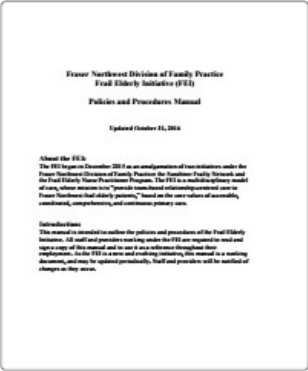 Fraser Northwest Division of Family Practice
Frail Elderly Initiative (FEI)
Policies and Procedures Manual
Updated October 31, 2016
About the FEI:
The FEI began in December 2015 as an amalgamation of two initiatives under the
Fraser Northwest Division of Family Practice the Residential Frailty Network and
the Frail Elderly Nurse Practitioner Program. The FEI is a multidisciplinary model
of care, whose mission is to "provide team-based relationship-centered care to
Fraser Northwest frail elderly patients," based on the core values of accessible,
coordinated, comprehensive, and continuous primary care.
Introduction:
This manual is intended to outline the policies and procedures of the Frail Elderly
Initiative. All staff and providers working under the FEI are required to read and
sign a copy of this manual and to use it as a reference throughout their
employment. As the FEI is a new and evolving initiative, this manual is a working
document, and may be updated periodically. Staff and providers will be notified of
changes as they occur.